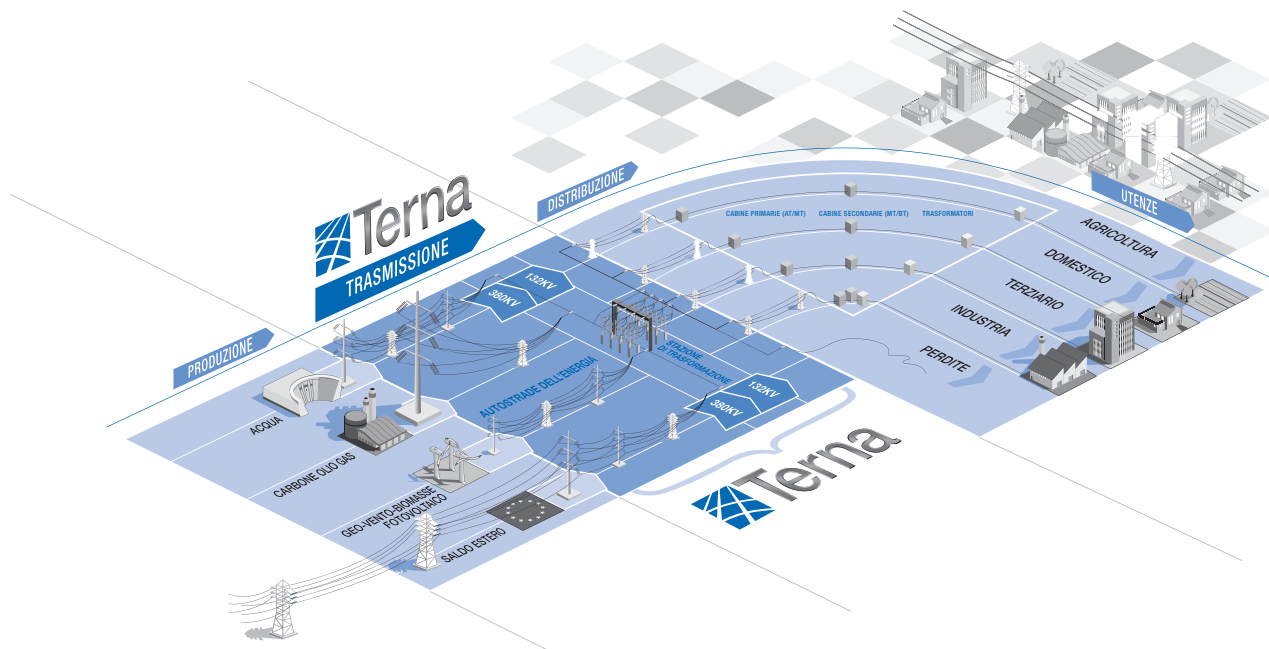 Terna
TRASMISSIONE
PRODUZIONE
DISTRIBUZIONE
UTENZE
CABINE PRIMARIE (AT/MT)
CABINE SECONDARIE (MT/BT)
TRASFORMATORI
AGRICOLTURA
DOMESTICO
TERZIARIO
INDUSTRIA
PERDITE
132KV
380KV
STAZIONE
DI TRASFORMAZIONE
AUTOSTRADE DELL'ENERGIA
132KV
380KV
ACQUA
CARBONE OLIO GAS
GEO-VENTO-BIOMASSE
FOTOVOLTAICO
SALDO ESTERO
Terna